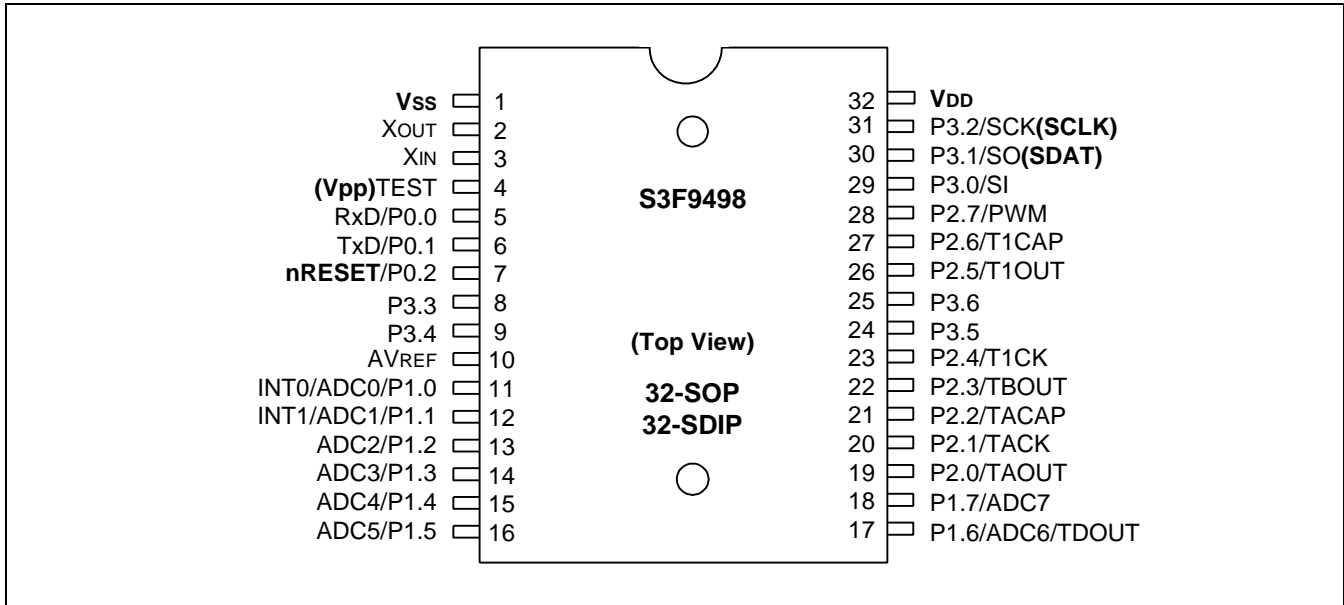 VSS 1
XOUT 2
XIN 3
(Vpp)TEST 4
RxD/P0.0 5
TxD/P0.1 6
nRESET/P0.2 7
P3.3 8
P3.4 9
AVREF 10
INT0/ADC0/P1.0 11
INT1/ADC1/P1.1 12
ADC2/P1.2 13
ADC3/P1.3 14
ADC4/P1.4 15
ADC5/P1.5 16
S3F9498
(Top View)
32-SOP
32-SDIP
32 VDD
31 P3.2/SCK(SCLK)
30 P3.1/SO(SDAT)
29 P3.0/SI
28 P2.7/PWM
27 P2.6/T1CAP
26 P2.5/T1OUT
25 P3.6
24 P3.5
23 P2.4/T1CK
22 P2.3/TBOUT
21 P2.2/TACAP
20 P2.1/TACK
19 P2.0/TAOUT
18 P1.7/ADC7
17 P1.6/ADC6/TDOUT